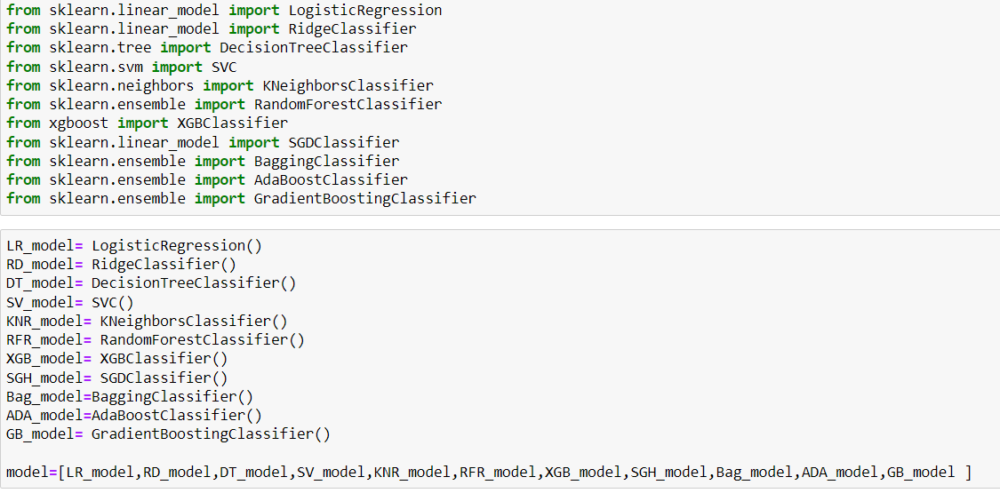 from sklearn.linear_model import LogisticRegression
from sklearn.linear_model import RidgeClassifier
from sklearn.tree import DecisionTreeClassifier
from sklearn.svm import SVC
from sklearn.neighbors import KNeighborsClassifier
from sklearn.ensemble import RandomForestClassifier
from xgboost import XGBClassifier
from sklearn.linear_model import SGDClassifier
from sklearn.ensemble import BaggingClassifier
from sklearn.ensemble import AdaBoostClassifier
from sklearn.ensemble import GradientBoostingClassifier
LR_model= LogisticRegression()
RD_model= RidgeClassifier()
DT_model= DecisionTreeClassifier()
SV_model= SVC()
KNR_model= KNeighborsClassifier()
RFR_model= RandomForestClassifier()
XGB_model= XGBClassifier()
SGH_model= SGDClassifier()
Bag_model=BaggingClassifier()
ADA_model=AdaBoostClassifier()
GB_model= GradientBoostingClassifier()
model=[LR_model,RD_model,DT_model,SV_model,KNR_model,RFR_model,XGB_model,SGH_model,Bag_model,ADA_model,GB_model ]